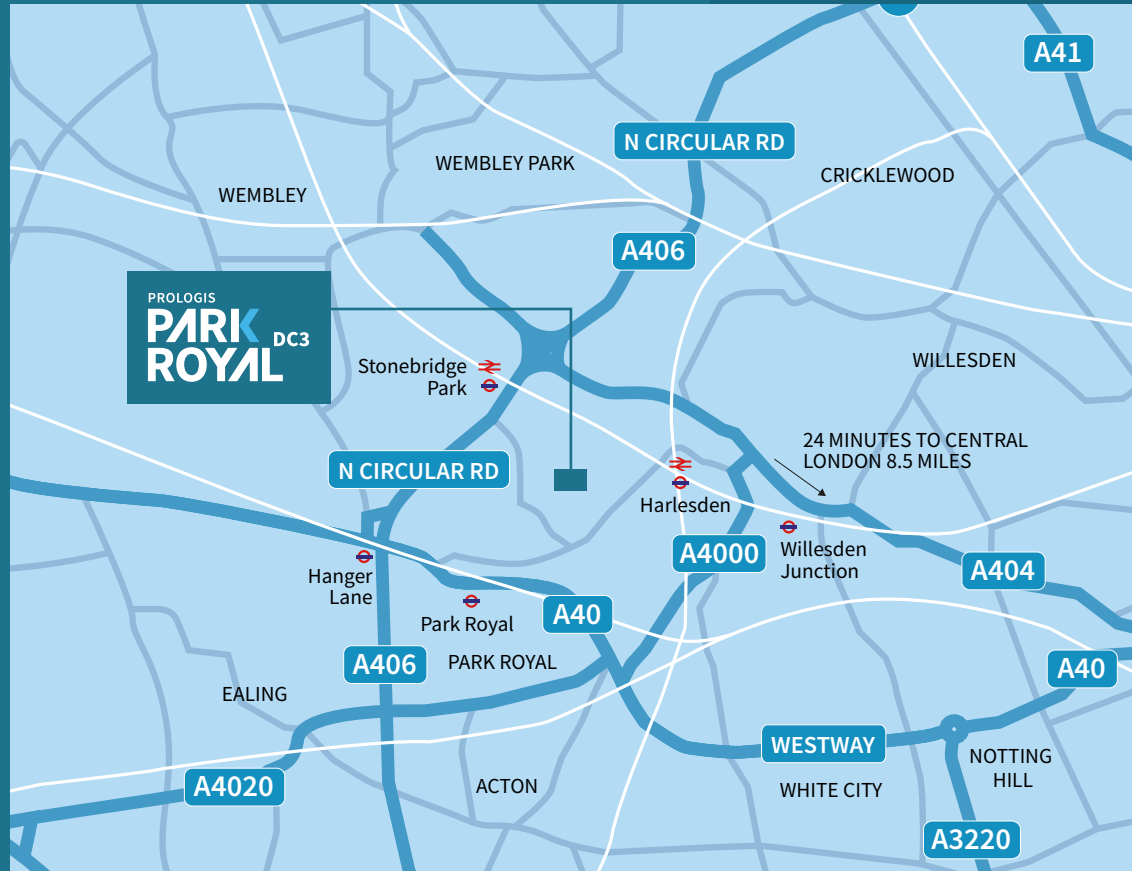 A41
N CIRCULAR RD
WEMBLEY PARK
CRICKLEWOOD
WEMBLEY
A406
PROLOGIS
PARK
ROYAL
DC3
Stonebridge
Park
WILLESDEN
24 MINUTES TO CENTRAL
LONDON 8.5 MILES
N CIRCULAR RD
Harlesden
Willesden
Junction
A4000
A404
Hanger
Lane
Park Royal
A40
A406
PARK ROYAL
A40
EALING
WESTWAY
NOTTING
HILL
A4020
ACTON
WHITE CITY
A3220